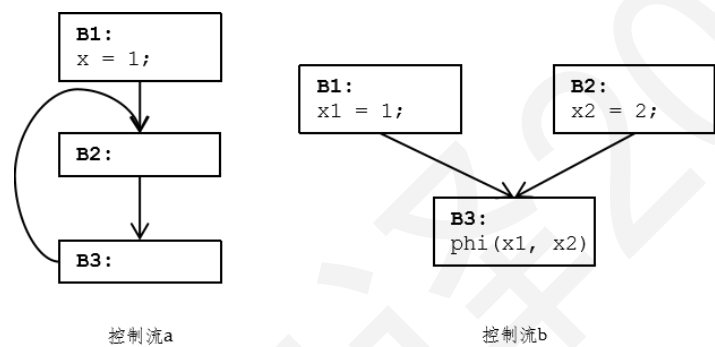 B1:
x = 1;
B2:
B3:
控制流a
B1:
x1 = 1;
B2:
x2 = 2;
B3:
phi(x1, x2)
控制流b